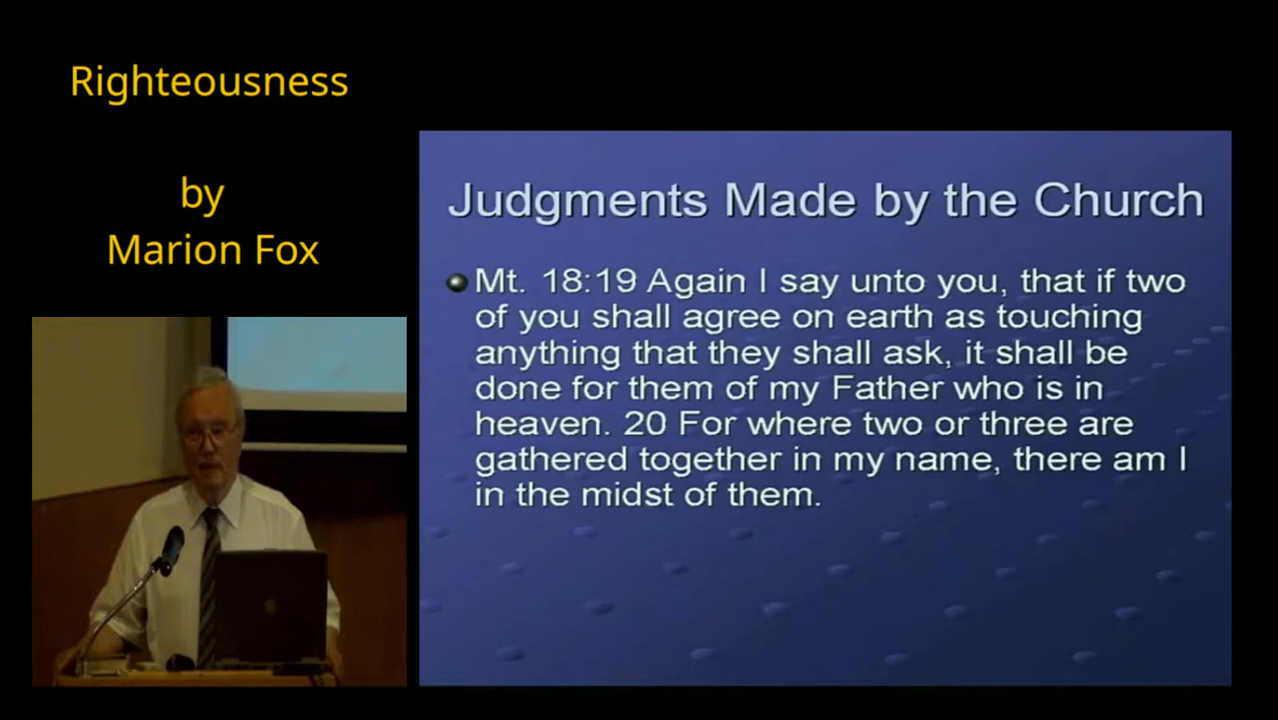 Righteousness
by
Marion Fox
Judgments Made by the Church
Mt. 18:19 Again I say unto you, that if two
of you shall agree on earth as touching
anything that they shall ask, it shall be
done for them of my Father who is in
heaven. 20 For where two or three are
gathered together in my name, there am I
in the midst of them.